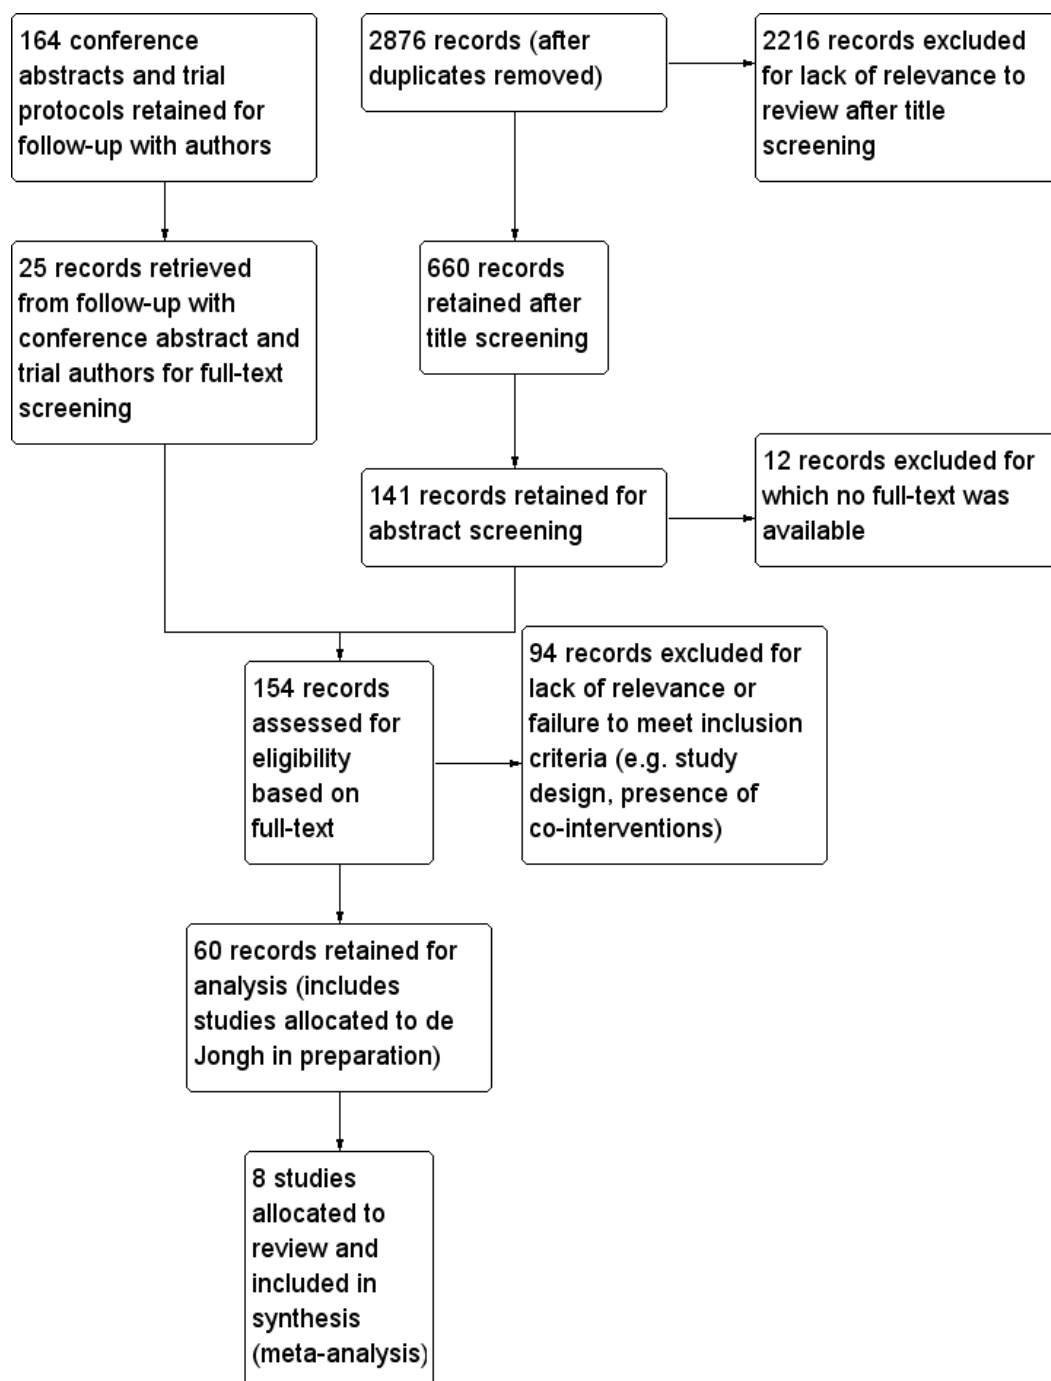 164 conference
abstracts and trial
protocols retained for
follow-up with authors
2876 records (after
duplicates removed)
2216 records excluded
for lack of relevance to
review after title
screening
25 records retrieved
from follow-up with
conference abstract and
trial authors for full-text
screening
660 records
retained after
title screening
141 records retained for
abstract screening
12 records excluded for
which no full-text was
available
154 records
assessed for
eligibility
based on
full-text
94 records excluded for
lack of relevance or
failure to meet inclusion
criteria (e.g. study
design, presence of
co-interventions)
60 records retained for
analysis (includes
studies allocated to de
Jongh in preparation)
8 studies
allocated to
review and
included in
synthesis
(meta-analysis)